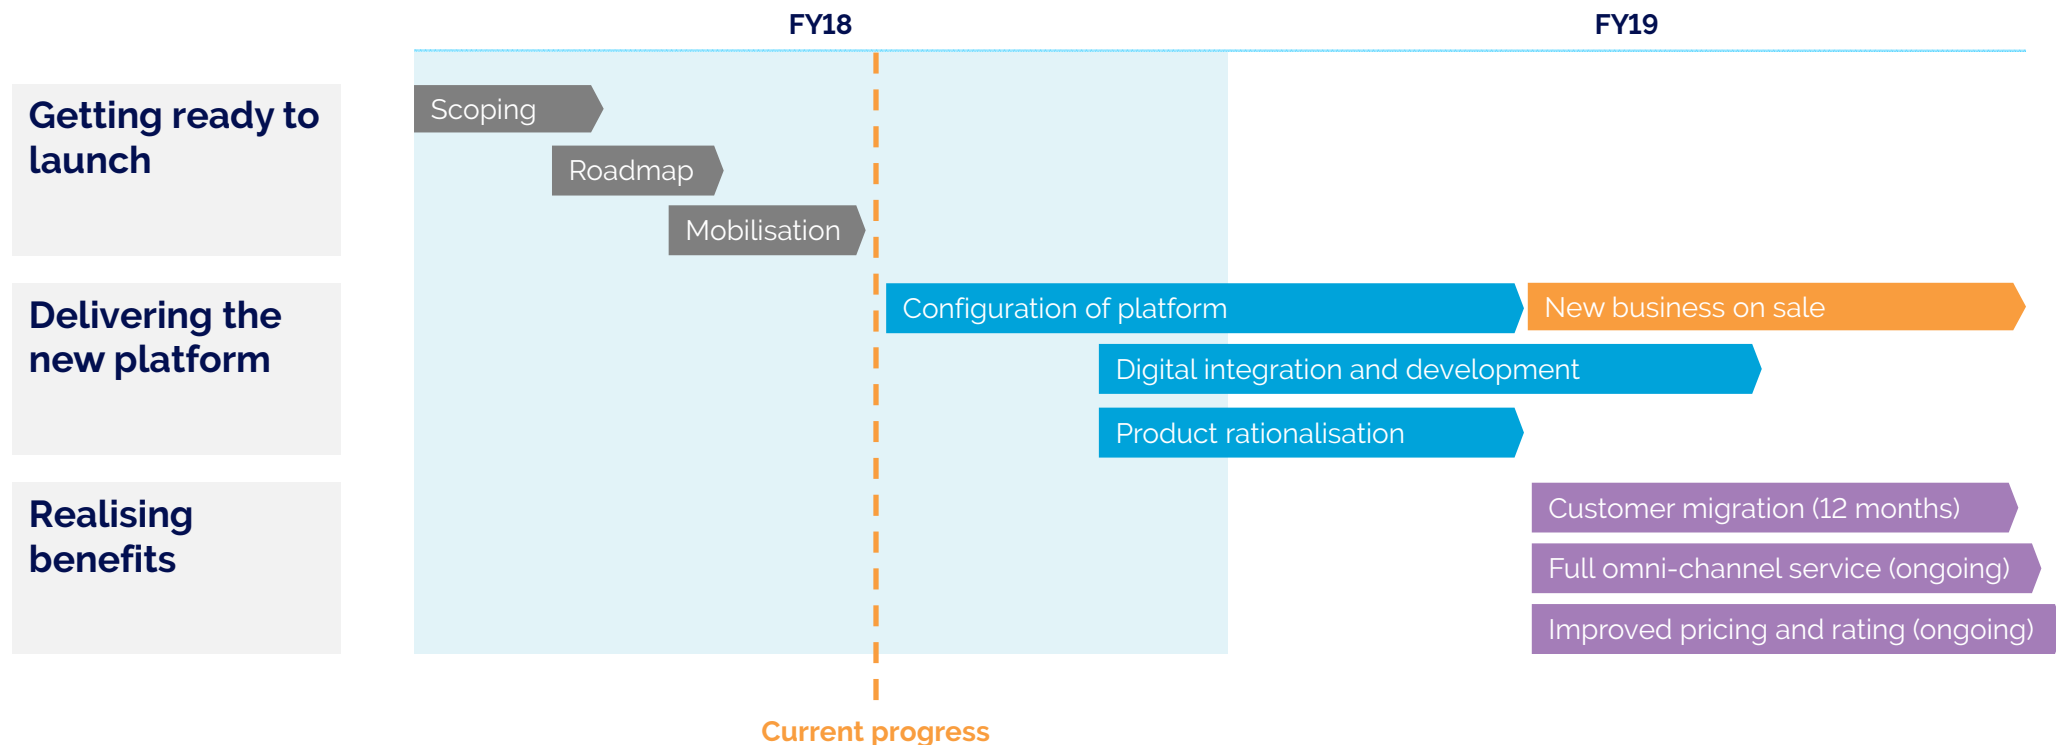 FY18
FY19
Getting ready to
launch
Scoping
Roadmap
Mobilisation
Delivering the
new platform
Configuration of platform
New business on sale
Digital integration and development
Product rationalisation
Realising
benefits
Customer migration (12 months)
Full omni-channel service (ongoing)
Improved pricing and rating (ongoing)
Current progress